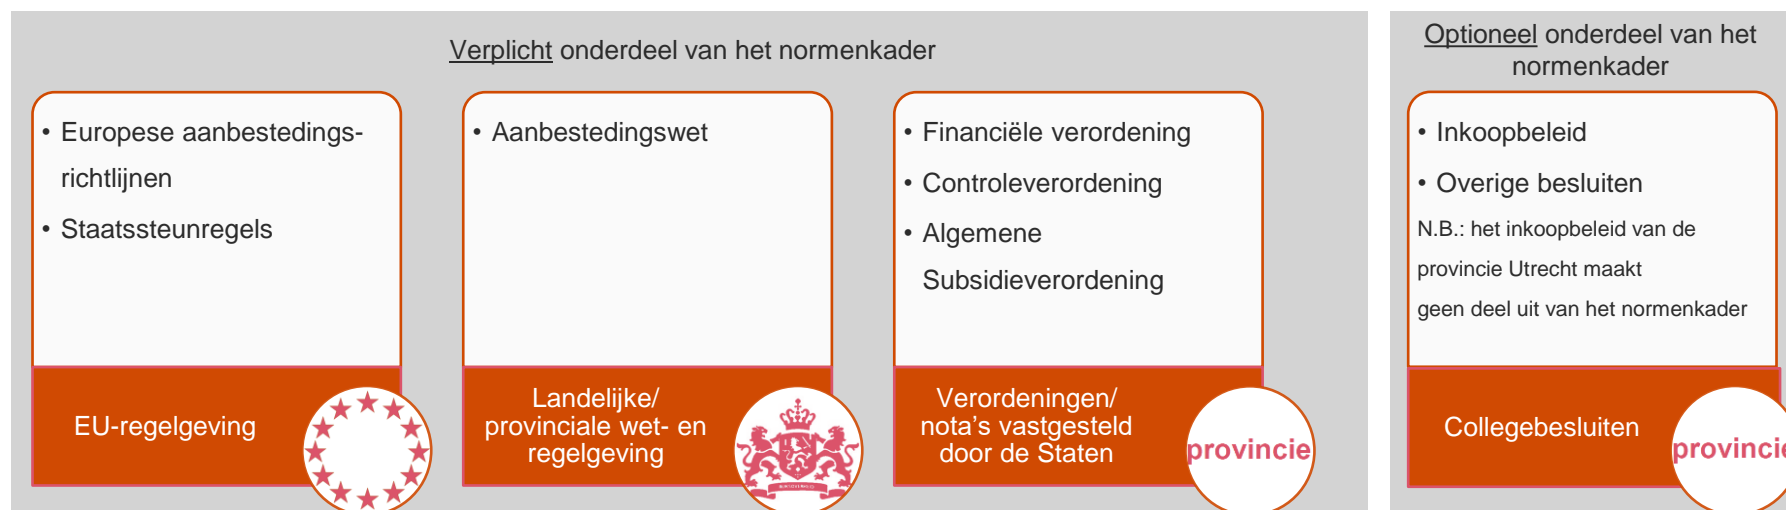 Verplicht onderdeel van het normenkader
• Europese aanbestedings-
richtlijnen
• Staatssteunregels
EU-regelgeving
• Aanbestedingswet
Landelijke/
provinciale wet- en
regelgeving
• Financiële verordening
• Controleverordening
• Algemene
Subsidieverordening
Verordeningen/
nota's vastgesteld
door de Staten
provincie
Optioneel onderdeel van het
normenkader
• Inkoopbeleid
• Overige besluiten
N.B.: het inkoopbeleid van de
provincie Utrecht maakt
geen deel uit van het normenkader
Collegebesluiten
provincie